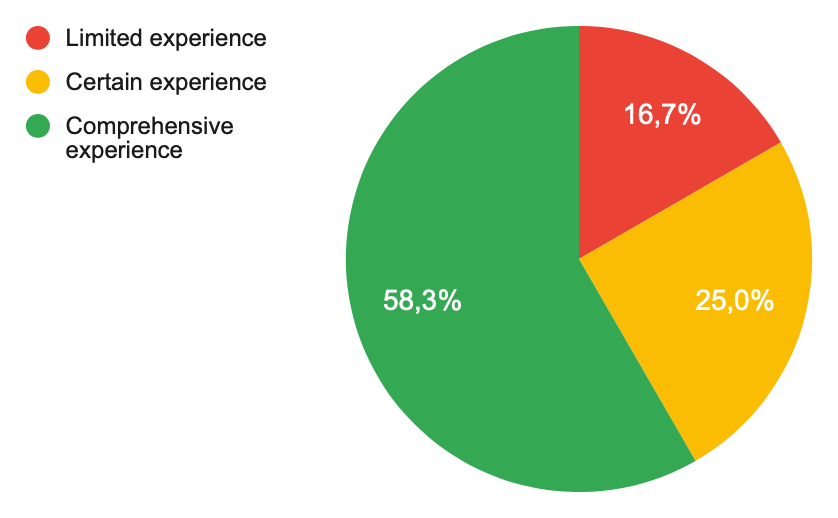 Limited experience
Certain experience
Comprehensive
experience
16,7%
25,0%
58,3%